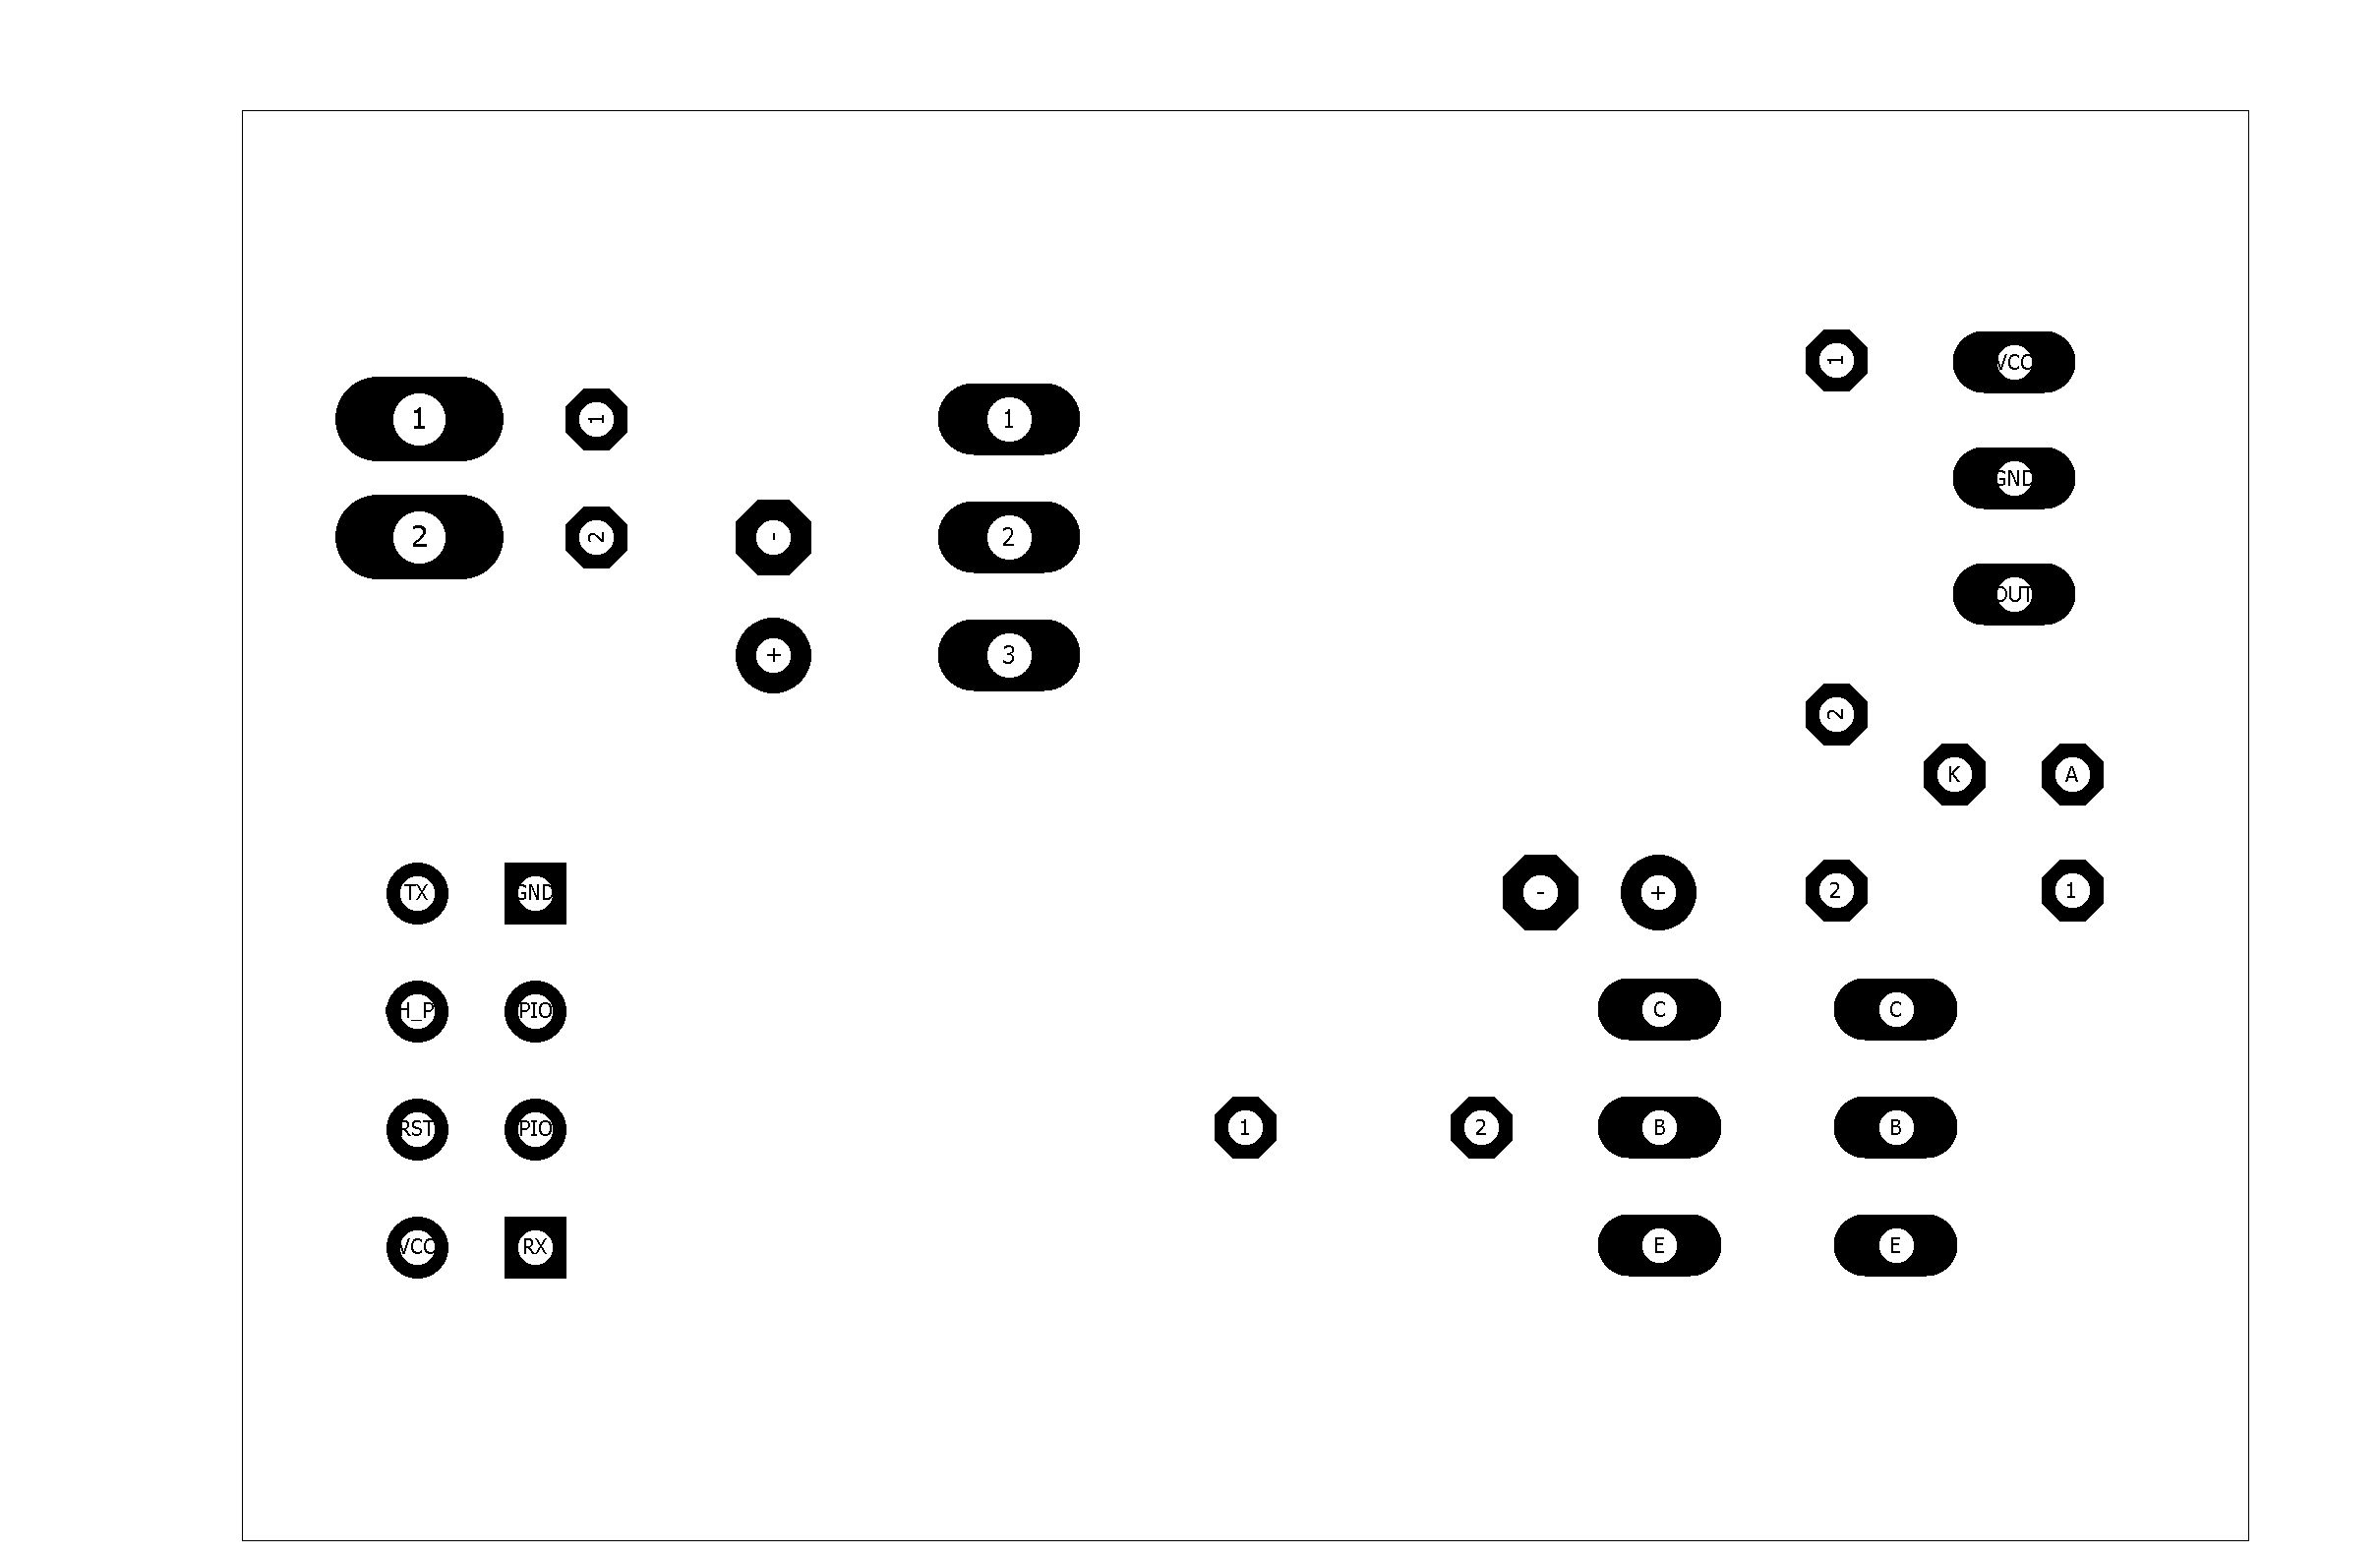 1 VCC
1 1 1
GND
2 2 - 2
OUT
+ 3
2
K A
TX GND - + 2 1
H_P PIO C C
RST PIO 1 2 B B
VCC RX E E